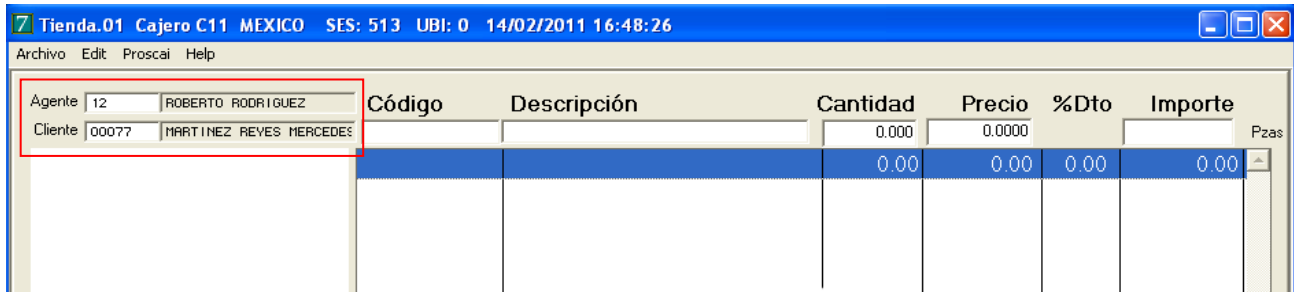 7 Tienda.01 Cajero C11 MEXICO SES: 513 UBI: 0 14/02/2011 16:48:26
Archivo Edit Proscai Help
Agente 12 ROBERTO RODRIGUEZ Código Descripción Cantidad Precio %Dto Importe
Cliente 00077 MARTINEZ REYES MERCEDES 0.000 0.0000 Pzas
0.00 0.00 0.00 0.00